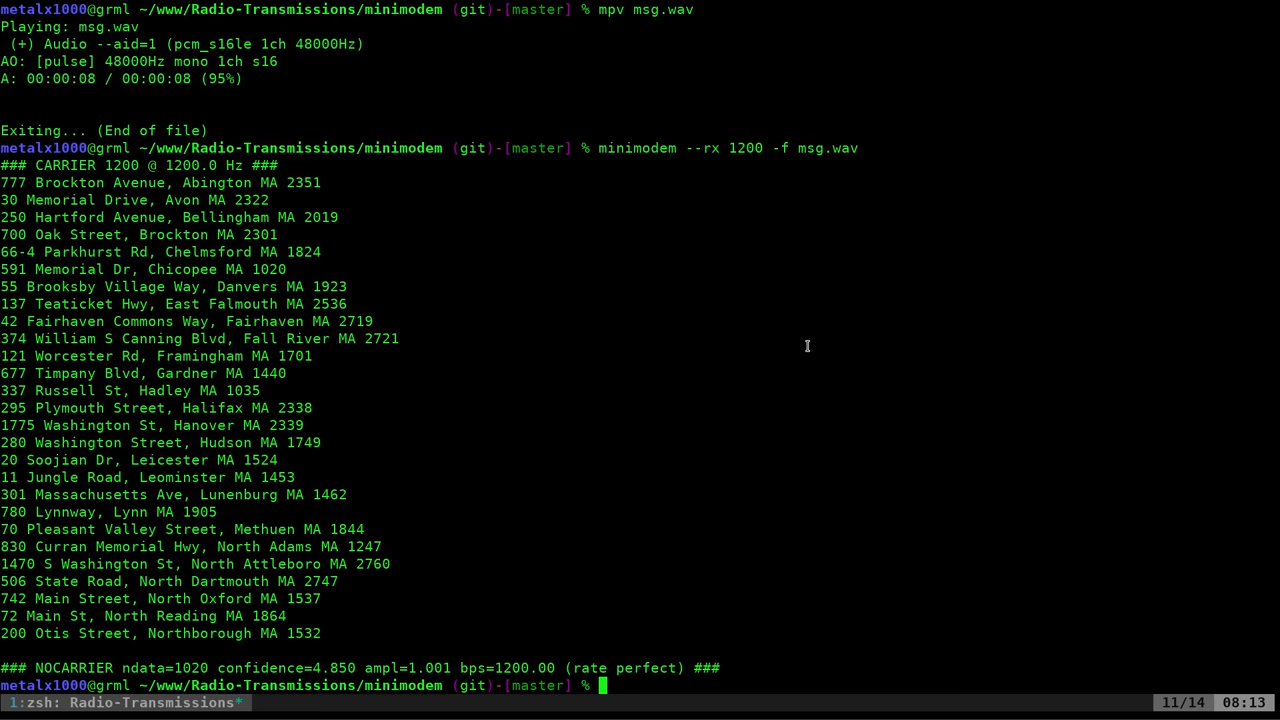 metalx1000@grml ~/www/Radio-Transmissions/minimodem (git)-[master] % mpv msg.wav
Playing: msg.wav
 (+) Audio --aid=1 (pcm_s16le 1ch 48000Hz)
AO: [pulse] 48000Hz mono 1ch s16
A: 00:00:08 / 00:00:08 (95%)
Exiting... (End of file)
metalx1000@grml ~/www/Radio-Transmissions/minimodem (git)-[master] % minimodem --rx 1200 -f msg.wav
### CARRIER 1200 @ 1200.0 Hz ###
777 Brockton Avenue, Abington MA 2351
30 Memorial Drive, Avon MA 2322
250 Hartford Avenue, Bellingham MA 2019
700 Oak Street, Brockton MA 2301
66-4 Parkhurst Rd, Chelmsford MA 1824
591 Memorial Dr, Chicopee MA 1020
55 Brooksby Village Way, Danvers MA 1923
137 Teaticket Hwy, East Falmouth MA 2536
42 Fairhaven Commons Way, Fairhaven MA 2719
374 William S Canning Blvd, Fall River MA 2721
121 Worcester Rd, Framingham MA 1701
677 Timpany Blvd, Gardner MA 1440
337 Russell St, Hadley MA 1035
295 Plymouth Street, Halifax MA 2338
1775 Washington St, Hanover MA 2339
280 Washington Street, Hudson MA 1749
20 Soojian Dr, Leicester MA 1524
11 Jungle Road, Leominster MA 1453
301 Massachusetts Ave, Lunenburg MA 1462
780 Lynnway, Lynn MA 1905
70 Pleasant Valley Street, Methuen MA 1844
830 Curran Memorial Hwy, North Adams MA 1247
1470 S Washington St, North Attleboro MA 2760
506 State Road, North Dartmouth MA 2747
742 Main Street, North Oxford MA 1537
72 Main St, North Reading MA 1864
200 Otis Street, Northborough MA 1532
### NOCARRIER ndata=1020 confidence=4.850 ampl=1.001 bps=1200.00 (rate perfect) ###
metalx1000@grml ~/www/Radio-Transmissions/minimodem (git)-[master] %
1:zsh: Radio-Transmissions* 11/14 08:13